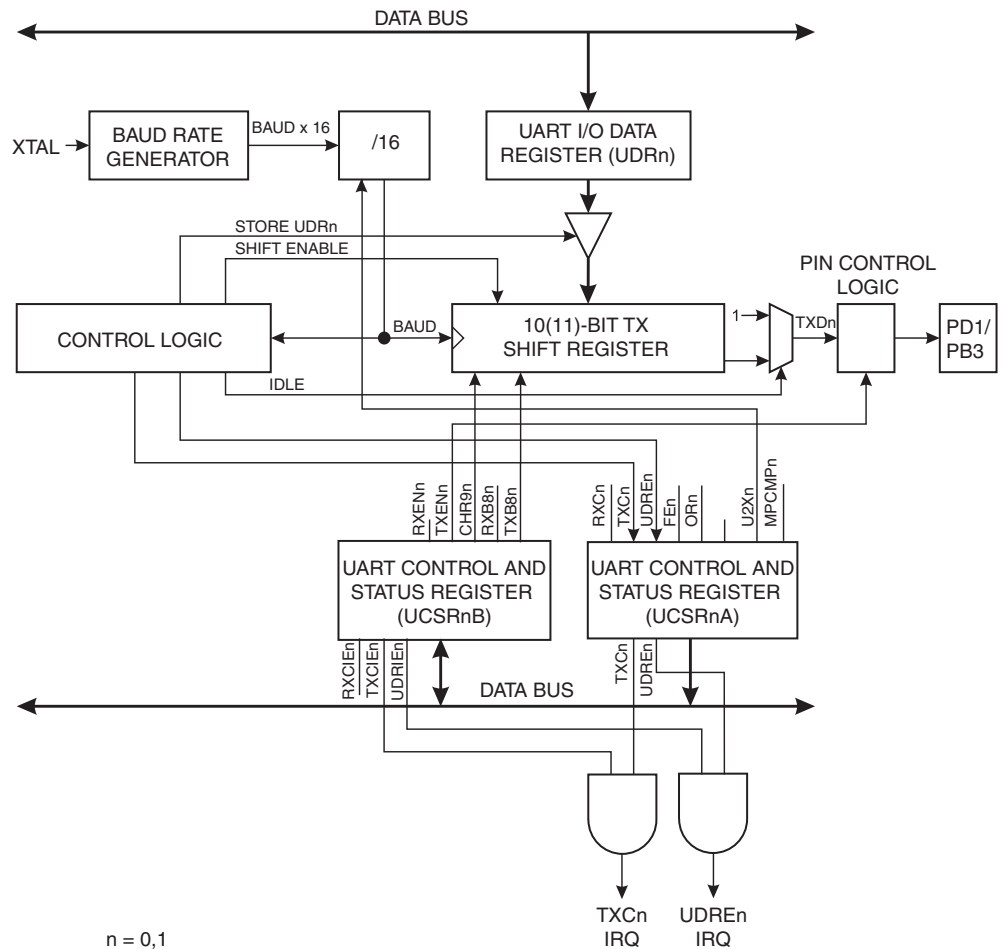 DATA BUS
XTAL
BAUD RATE
GENERATOR
BAUD x 16
/16
UART I/O DATA
REGISTER (UDRn)
STORE UDRn
SHIFT ENABLE
PIN CONTROL
LOGIC
CONTROL LOGIC
BAUD
10(11)-BIT TX
SHIFT REGISTER
1
TXDn
PD1/
PB3
IDLE
RXENn
TXENn
CHR9n
RXB8n
TXB8n
RXCn
TXCn
UDREn
FEn
ORn
U2Xn
MPCMPn
UART CONTROL AND
STATUS REGISTER
(UCSRnB)
UART CONTROL AND
STATUS REGISTER
(UCSRnA)
RXCIEn
TXCIEn
UDRIEn
TXCn
UDREn
DATA BUS
TXCn
IRQ
UDREn
IRQ
n = 0,1